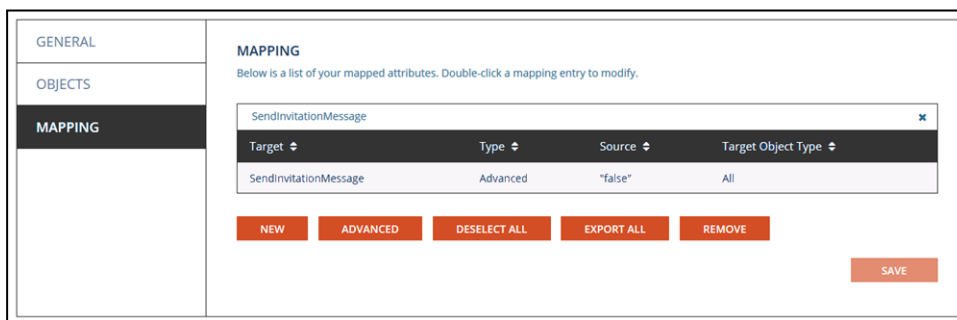 GENERAL
OBJECTS
MAPPING
MAPPING
Below is a list of your mapped attributes. Double-click a mapping entry to modify.
SendInvitationMessage
Target Type Source Target Object Type
SendInvitationMessage Advanced "false" All
NEW ADVANCED DESELECT ALL EXPORT ALL REMOVE
SAVE